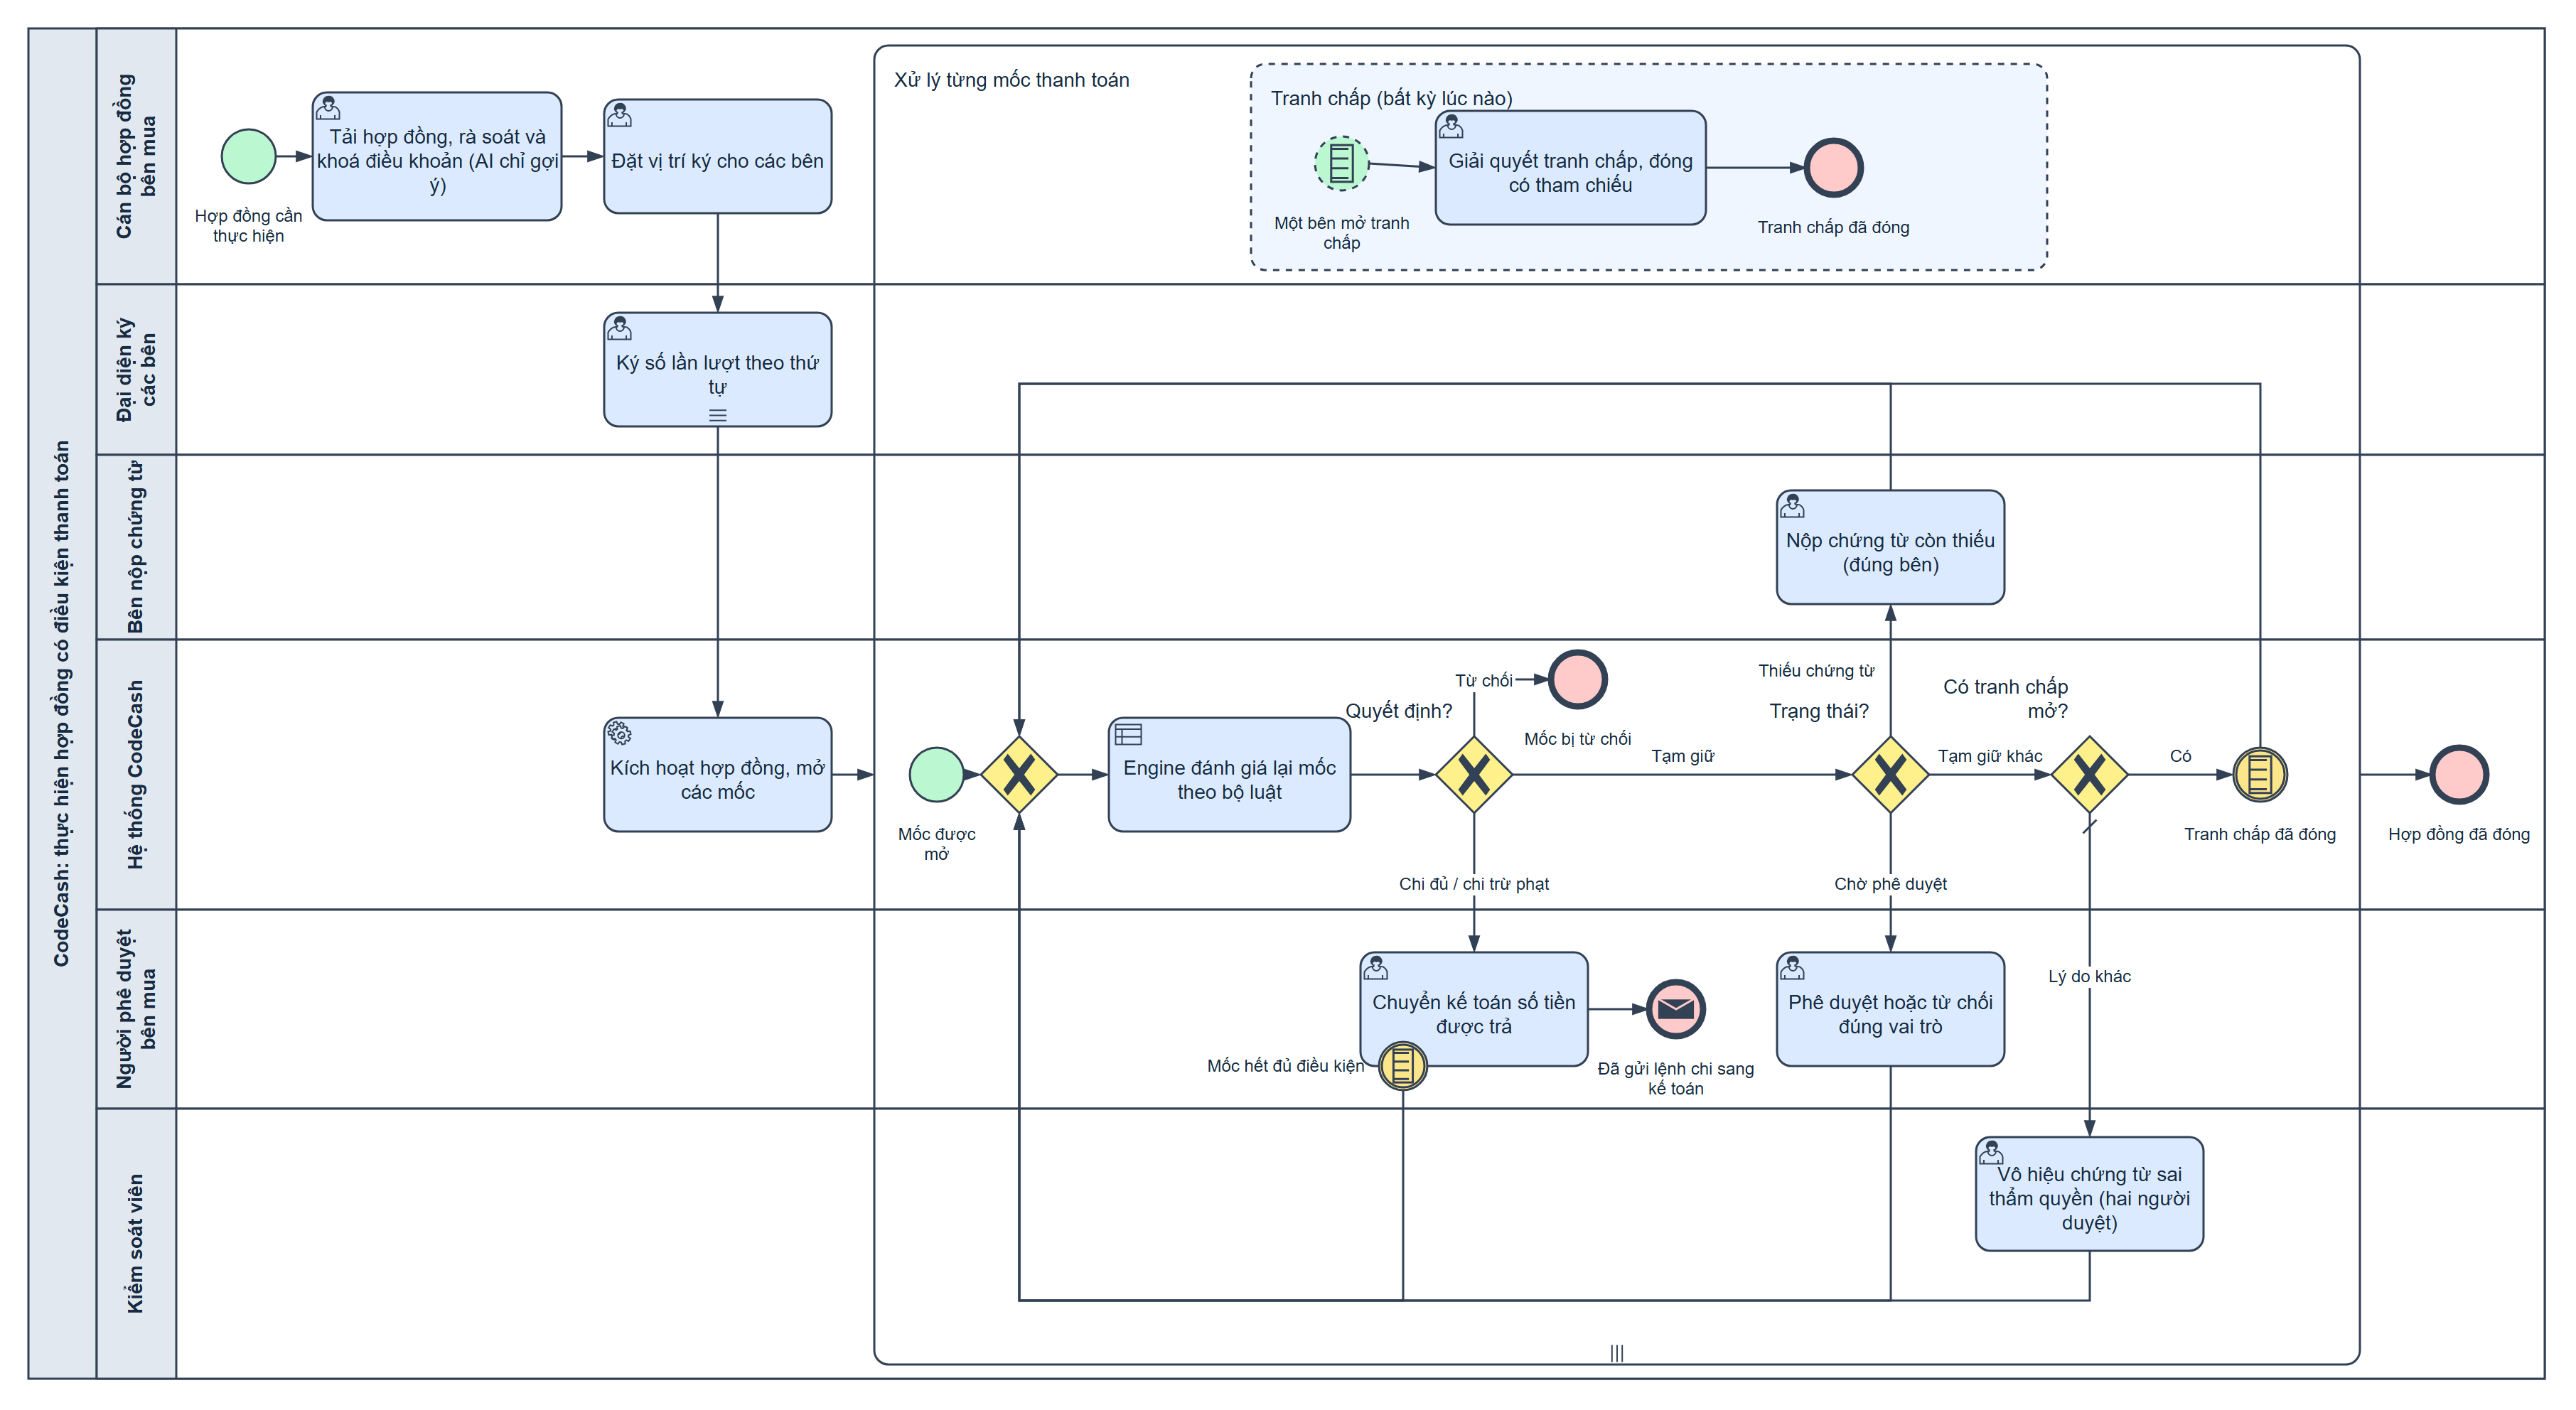 CodeCash: thực hiện hợp đồng có điều kiện thanh toán
Cán bộ hợp đồng
bên mua
Hợp đồng cần
thực hiện
Tải hợp đồng, rà soát và
khoá điều khoản (AI chỉ gợi
ý)
Đặt vị trí ký cho các bên
Xử lý từng mốc thanh toán
Tranh chấp (bất kỳ lúc nào)
Một bên mở tranh
chấp
Giải quyết tranh chấp, đóng
có tham chiếu
Tranh chấp đã đóng
Đại diện ký
các bên
Ký số lần lượt theo thứ
tự
Bên nộp chứng từ
Nộp chứng từ còn thiếu
(đúng bên)
Hệ thống CodeCash
Kích hoạt hợp đồng, mở
các mốc
Mốc được
mở
Engine đánh giá lại mốc
theo bộ luật
Quyết định?
Từ chối
Mốc bị từ chối
Tạm giữ
Chi đủ / chi trừ phạt
Thiếu chứng từ
Trạng thái?
Chờ phê duyệt
Tạm giữ khác
Có tranh chấp
mở?
Có
Tranh chấp đã đóng
Lý do khác
Hợp đồng đã đóng
Người phê duyệt
bên mua
Chuyển kế toán số tiền
được trả
Mốc hết đủ điều kiện
Đã gửi lệnh chi sang
kế toán
Phê duyệt hoặc từ chối
đúng vai trò
Kiểm soát viên
Vô hiệu chứng từ sai
thẩm quyền (hai người
duyệt)